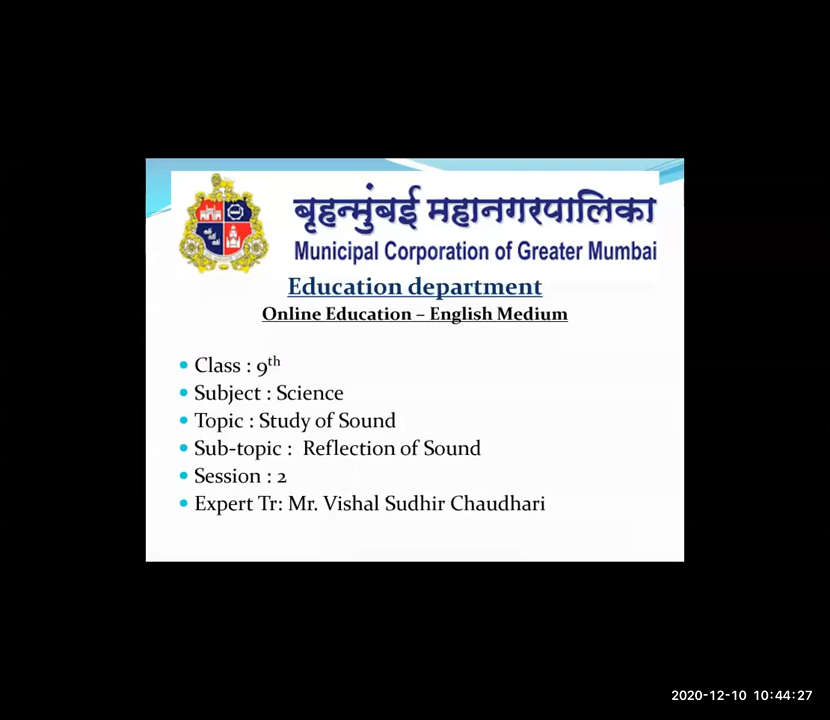 बृहन्मुंबई महानगरपालिका
Municipal Corporation of Greater Mumbai
Education department
Online Education – English Medium
• Class : 9th
• Subject : Science
• Topic : Study of Sound
• Sub-topic :  Reflection of Sound
• Session : 2
• Expert Tr: Mr. Vishal Sudhir Chaudhari
2020-12-10 10:44:27